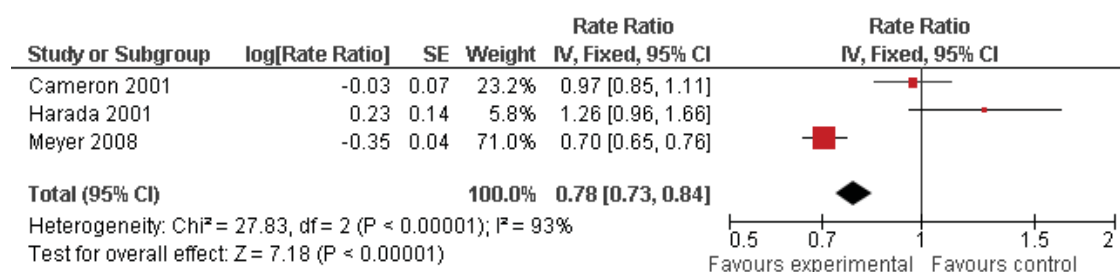 Rate Ratio Rate Ratio
Study or Subgroup log[Rate Ratio] SE Weight IV, Fixed, 95% CI IV, Fixed, 95% CI
Cameron 2001 -0.03 0.07 23.2% 0.97 [0.85, 1.11]
Harada 2001 0.23 0.14 5.8% 1.26 [0.96, 1.66]
Meyer 2008 -0.35 0.04 71.0% 0.70 [0.65, 0.76]
Total (95% CI) 100.0% 0.78 [0.73, 0.84]
Heterogeneity: Chi² = 27.83, df = 2 (P < 0.00001); I² = 93%
Test for overall effect: Z = 7.18 (P < 0.00001)
0.5 0.7 1 1.5 2
Favours experimental Favours control